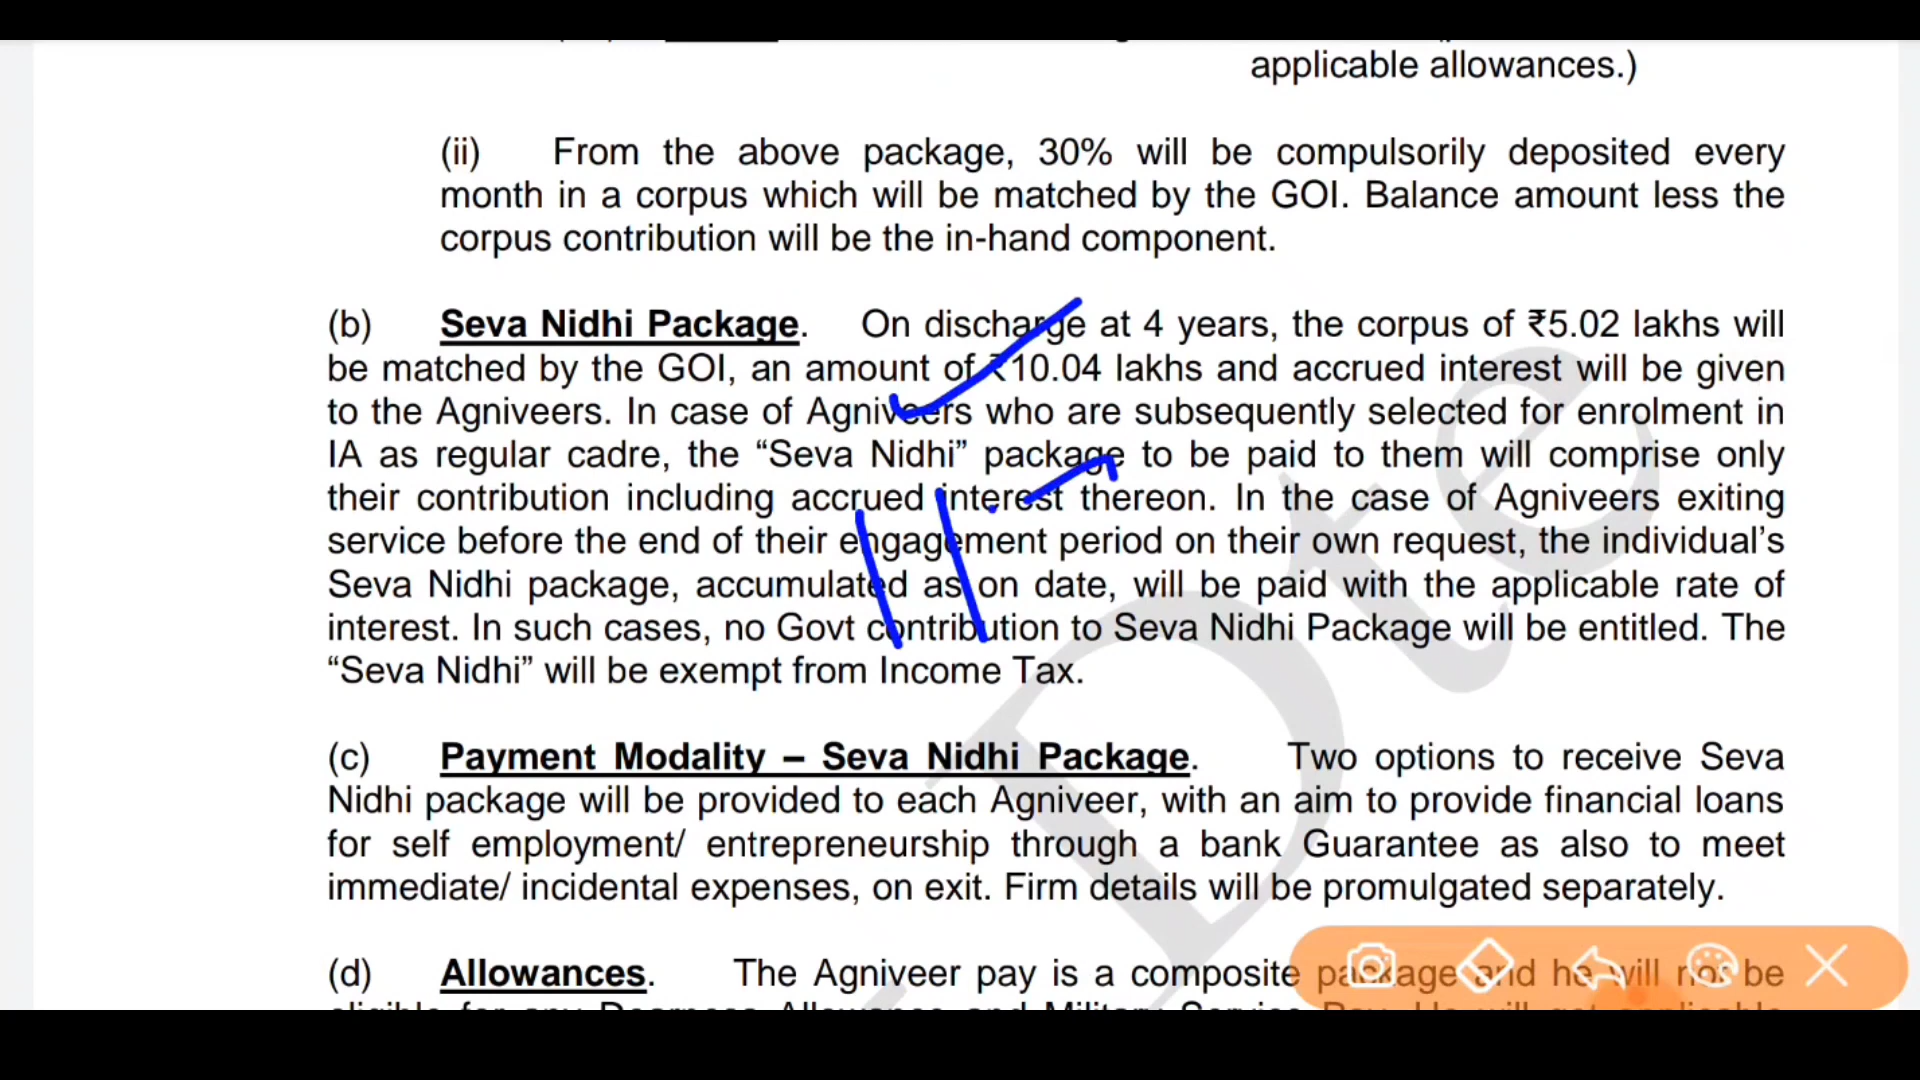 applicable allowances.)
(ii) From the above package, 30% will be compulsorily deposited every
month in a corpus which will be matched by the GOI. Balance amount less the
corpus contribution will be the in-hand component.
(b) Seva Nidhi Package. On discharge at 4 years, the corpus of ₹5.02 lakhs will
be matched by the GOI, an amount of ₹10.04 lakhs and accrued interest will be given
to the Agniveers. In case of Agniveers who are subsequently selected for enrolment in
IA as regular cadre, the “Seva Nidhi” package to be paid to them will comprise only
their contribution including accrued interest thereon. In the case of Agniveers exiting
service before the end of their engagement period on their own request, the individual’s
Seva Nidhi package, accumulated as on date, will be paid with the applicable rate of
interest. In such cases, no Govt contribution to Seva Nidhi Package will be entitled. The
“Seva Nidhi” will be exempt from Income Tax.
(c) Payment Modality – Seva Nidhi Package. Two options to receive Seva
Nidhi package will be provided to each Agniveer, with an aim to provide financial loans
for self employment/ entrepreneurship through a bank Guarantee as also to meet
immediate/ incidental expenses, on exit. Firm details will be promulgated separately.
(d) Allowances. The Agniveer pay is a composite package and he will not be
Dte